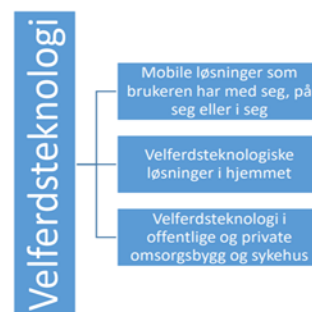 Velferdsteknologi
Mobile løsninger som
brukeren har med seg, på
seg eller i seg
Velferdsteknologiske
løsninger i hjemmet
Velferdsteknologi i
offentlige og private
omsorgsbygg og sykehus